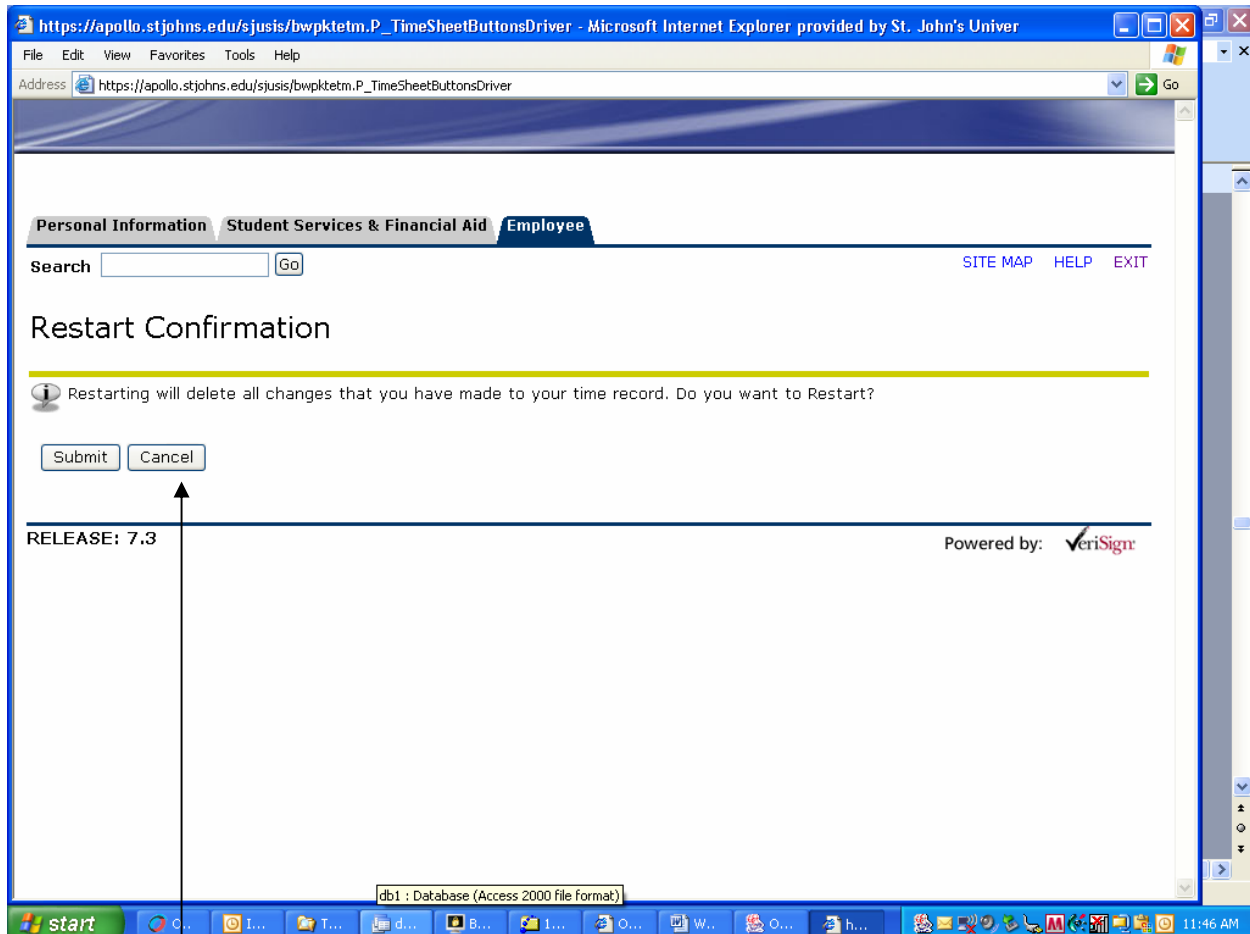 https://apollo.stjohns.edu/sjusis/bwpktetm.P_TimeSheetButtonsDriver - Microsoft Internet Explorer provided by St. John's Univer
File Edit View Favorites Tools Help
Address https://apollo.stjohns.edu/sjusis/bwpktetm.P_TimeSheetButtonsDriver Go
Personal Information Student Services & Financial Aid Employee
Search Go SITE MAP HELP EXIT
Restart Confirmation
Restarting will delete all changes that you have made to your time record. Do you want to Restart?
Submit Cancel
RELEASE: 7.3
Powered by: VeriSign
db1 : Database (Access 2000 file format)
start O... I... T... d... B... 1... O... W... O... h... 11:46 AM